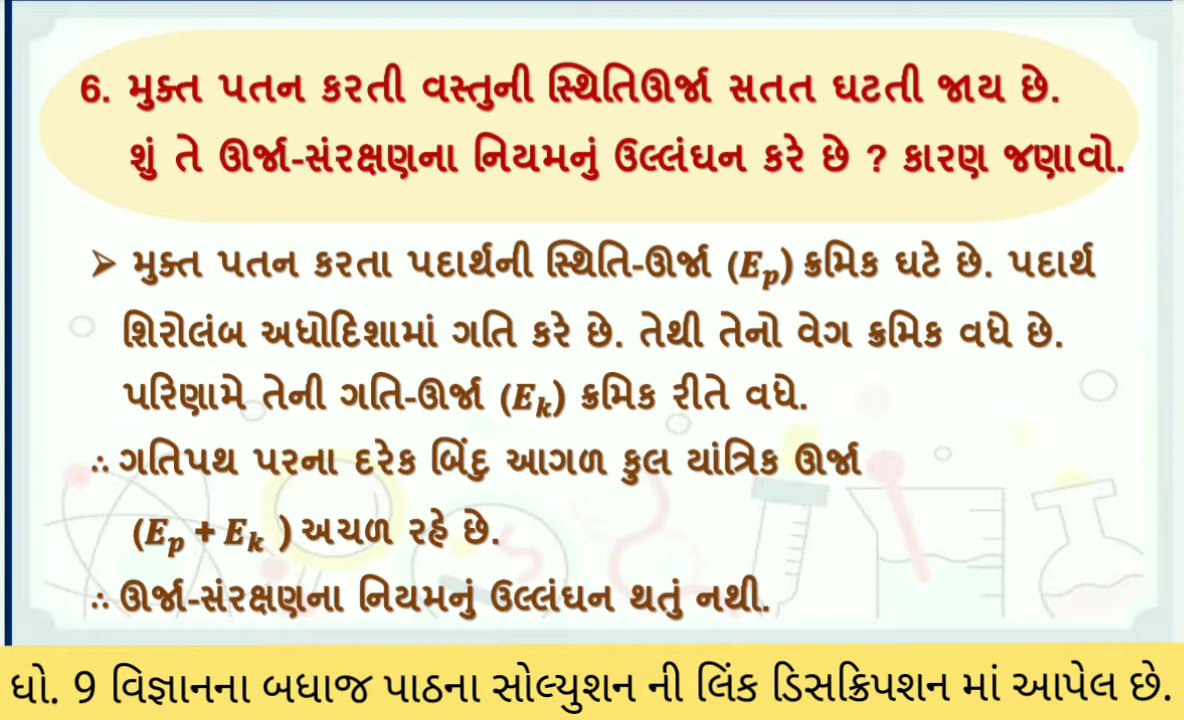 6. મુક્ત પતન કરતી વસ્તુની સ્થિતિઊર્જા સતત ઘટતી જાય છે.
શું તે ઊર્જા-સંરક્ષણના નિયમનું ઉલ્લંઘન કરે છે ? કારણ જણાવો.
➢ મુક્ત પતન કરતા પદાર્થની સ્થિતિ-ઊર્જા (Eₚ) ક્રમિક ઘટે છે. પદાર્થ
શિરોલંબ અધોદિશામાં ગતિ કરે છે. તેથી તેનો વેગ ક્રમિક વધે છે.
પરિણામે તેની ગતિ-ઊર્જા (Eₖ) ક્રમિક રીતે વધે.
∴ ગતિપથ પરના દરેક બિંદુ આગળ કુલ યાંત્રિક ઊર્જા
(Eₚ + Eₖ ) અચળ રહે છે.
∴ ઊર્જા-સંરક્ષણના નિયમનું ઉલ્લંઘન થતું નથી.
ધો. 9 વિજ્ઞાનના બધાજ પાઠના સોલ્યુશન ની લિંક ડિસક્રિપશન માં આપેલ છે.